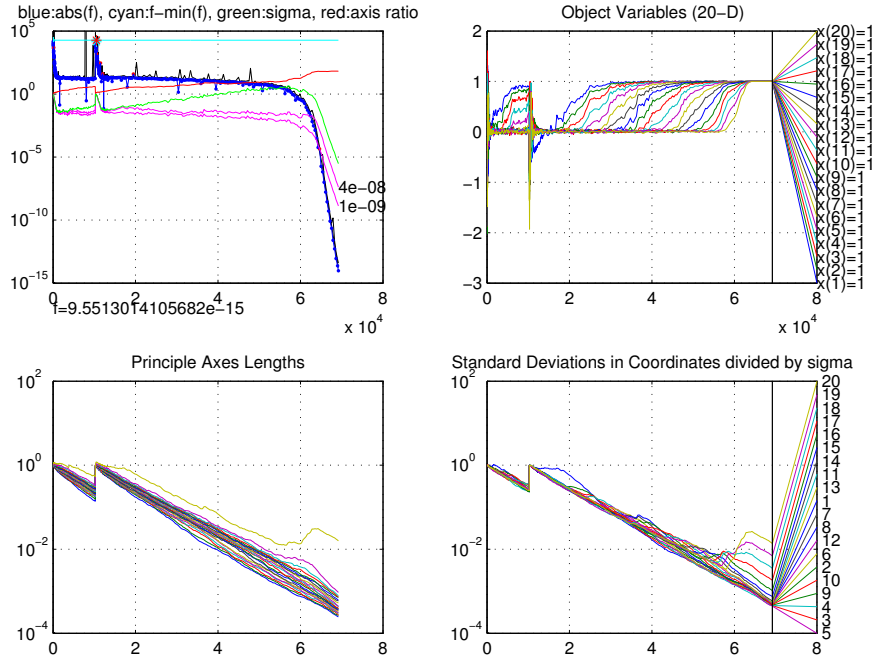 blue:abs(f), cyan:f-min(f), green:sigma, red:axis ratio
10^5
10^0
10^-5
10^-10
10^-15
4e-08
1e-09
0
2
4
6
8
f=9.5513014105682e-15
x 10^4
Object Variables (20-D)
2
1
0
−1
−2
−3
0
2
4
6
8
x 10^4
x(20)=1
x(19)=1
x(18)=1
x(17)=1
x(16)=1
x(15)=1
x(14)=1
x(13)=1
x(12)=1
x(11)=1
x(10)=1
x(9)=1
x(8)=1
x(7)=1
x(6)=1
x(5)=1
x(4)=1
x(3)=1
x(2)=1
x(1)=1
Principle Axes Lengths
10^2
10^0
10^-2
10^-4
0
2
4
6
8
Standard Deviations in Coordinates divided by sigma
10^2
10^0
10^-2
10^-4
0
2
4
6
8
20
19
18
17
16
15
14
11
13
1
7
8
12
6
2
10
9
4
3
5